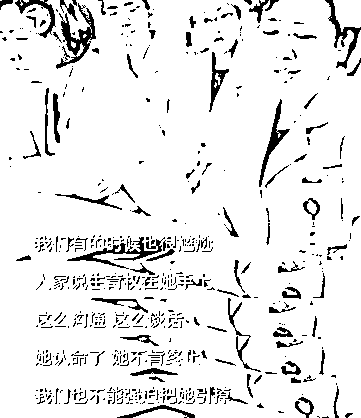 我们有的时候也很尴尬
人家说生育权在她手上
这么沟通 这么谈话
她认命了 她不肯终止
我们也不能强迫把她引掉